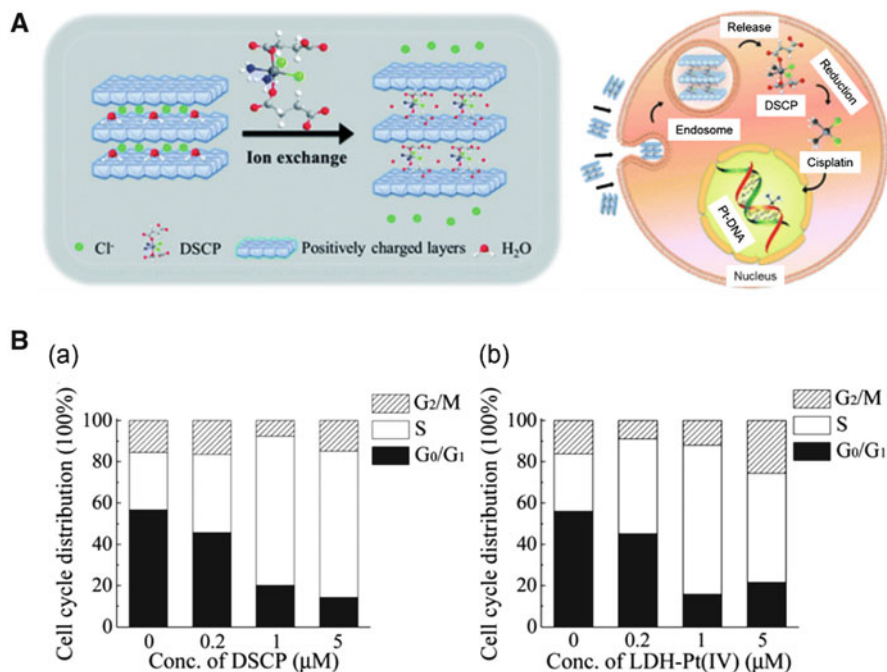 A
Ion exchange
Cl⁻
DSCP
Positively charged layers
H₂O
Release
DSCP
Reduction
Endosome
Cisplatin
Pt-DNA
Nucleus
B
(a)
G₂/M
S
G₀/G₁
Cell cycle distribution (100%)
100
80
60
40
20
0
0 0.2 1 5
Conc. of DSCP (μM)
(b)
G₂/M
S
G₀/G₁
Cell cycle distribution (100%)
100
80
60
40
20
0
0 0.2 1 5
Conc. of LDH-Pt(IV) (μM)